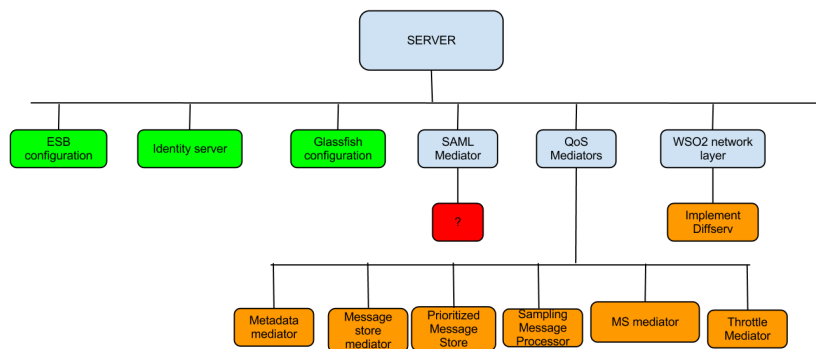 SERVER
ESB
configuration
Identity server
Glassfish
configuration
SAML
Mediator
QoS
Mediators
WSO2 network
layer
?
Implement
Diffserv
Metadata
mediator
Message
store
mediator
Prioritized
Message
Store
Sampling
Message
Processor
MS mediator
Throttle
Mediator